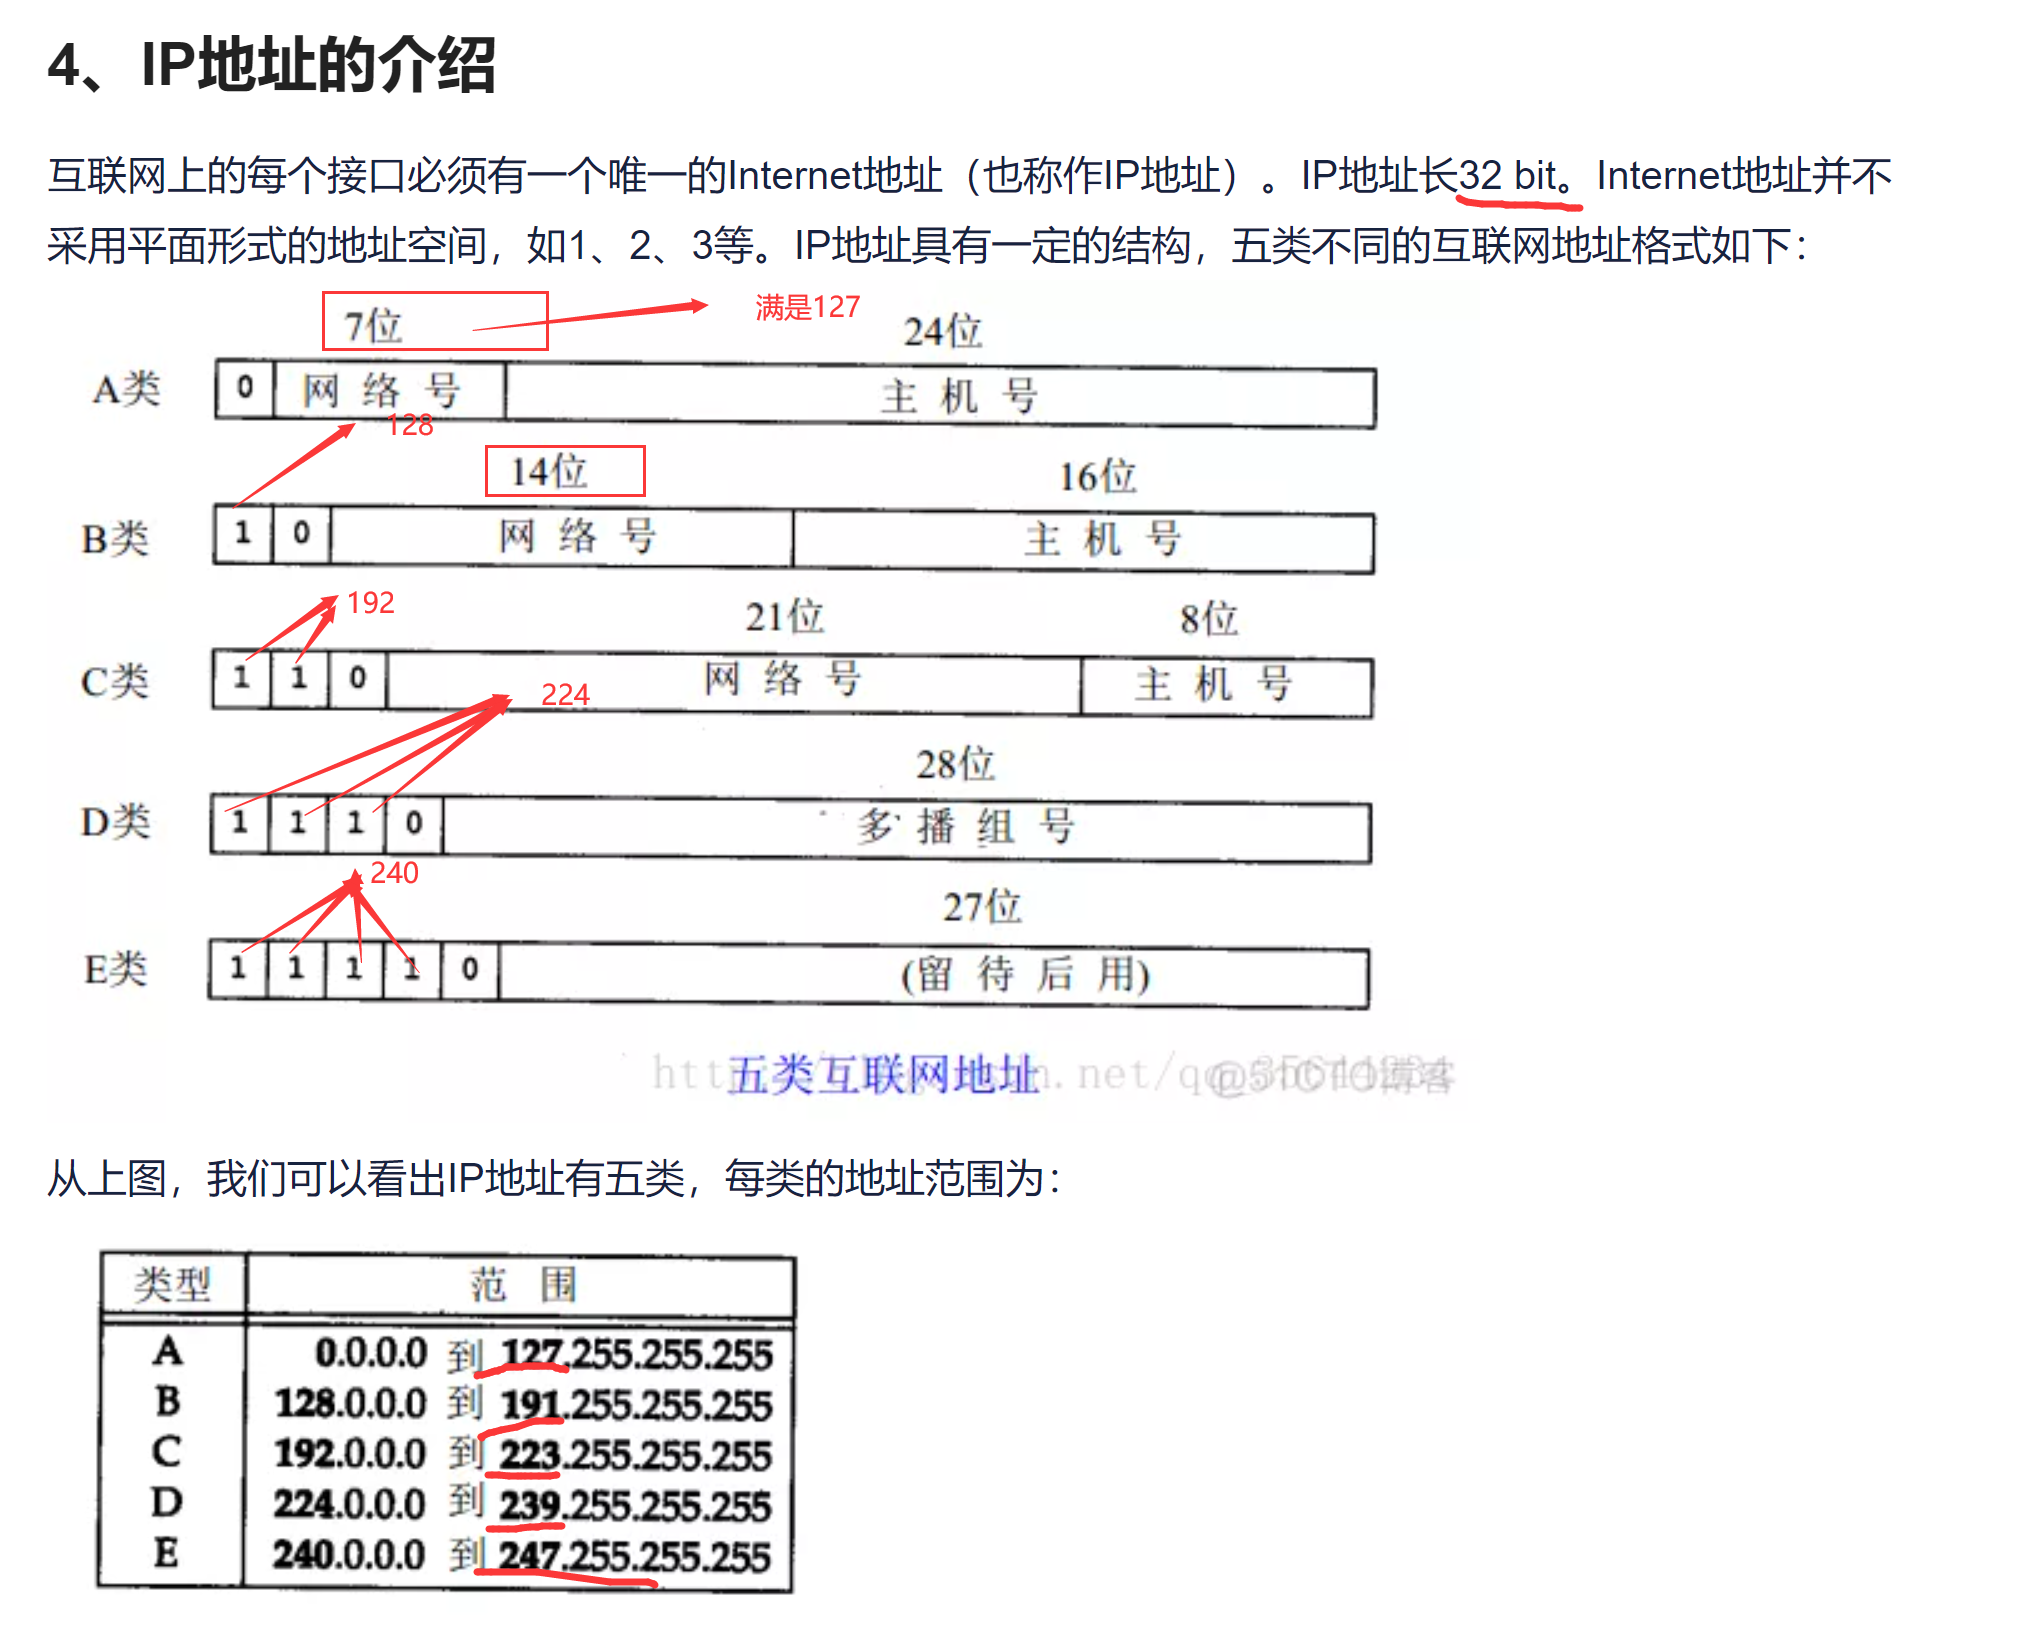 4、IP地址的介绍
互联网上的每个接口必须有一个唯一的Internet地址（也称作IP地址）。IP地址长32 bit。Internet地址并不
采用平面形式的地址空间，如1、2、3等。IP地址具有一定的结构，五类不同的互联网地址格式如下：
7位 满是127 24位
A类 0 网络号 主机号
128
14位 16位
B类 1 0 网络号 主机号
192 21位 8位
C类 1 1 0 网络号 主机号
224
28位
D类 1 1 1 0 多播组号
240
27位
E类 1 1 1 1 0 (留待后用)
五类互联网地址 @51CTO博客
从上图，我们可以看出IP地址有五类，每类的地址范围为：
类型 范围
A 0.0.0.0 到 127.255.255.255
B 128.0.0.0 到 191.255.255.255
C 192.0.0.0 到 223.255.255.255
D 224.0.0.0 到 239.255.255.255
E 240.0.0.0 到 247.255.255.255